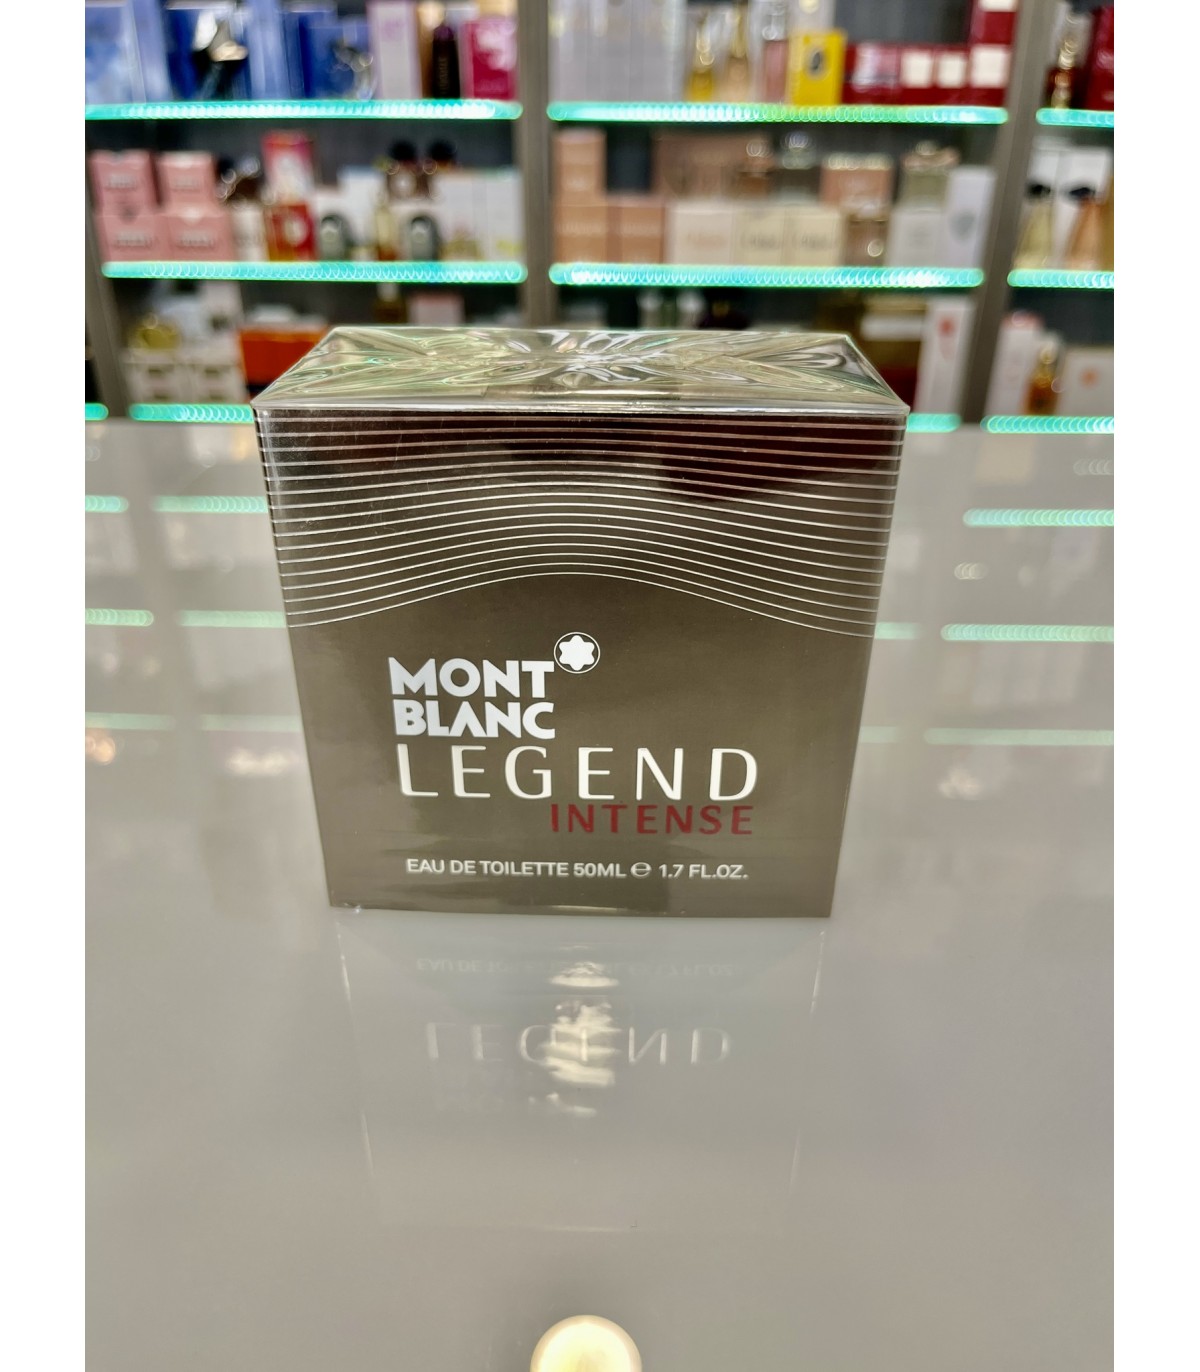 MONT
BLANC
LEGEND
INTENSE
EAU DE TOILETTE 50ML ℮ 1.7 FL.OZ.